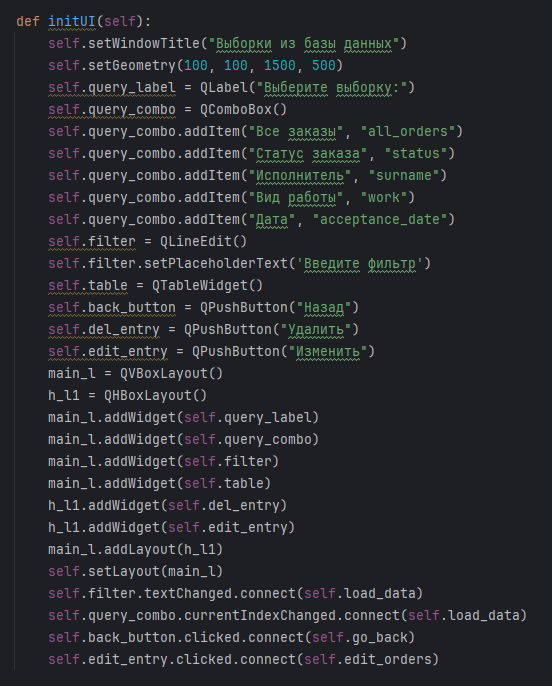 def initUI(self):
    self.setWindowTitle("Выборки из базы данных")
    self.setGeometry(100, 100, 1500, 500)
    self.query_label = QLabel("Выберите выборку:")
    self.query_combo = QComboBox()
    self.query_combo.addItem("Все заказы", "all_orders")
    self.query_combo.addItem("Статус заказа", "status")
    self.query_combo.addItem("Исполнитель", "surname")
    self.query_combo.addItem("Вид работы", "work")
    self.query_combo.addItem("Дата", "acceptance_date")
    self.filter = QLineEdit()
    self.filter.setPlaceholderText('Введите фильтр')
    self.table = QTableWidget()
    self.back_button = QPushButton("Назад")
    self.del_entry = QPushButton("Удалить")
    self.edit_entry = QPushButton("Изменить")
    main_l = QVBoxLayout()
    h_l1 = QHBoxLayout()
    main_l.addWidget(self.query_label)
    main_l.addWidget(self.query_combo)
    main_l.addWidget(self.filter)
    main_l.addWidget(self.table)
    h_l1.addWidget(self.del_entry)
    h_l1.addWidget(self.edit_entry)
    main_l.addLayout(h_l1)
    self.setLayout(main_l)
    self.filter.textChanged.connect(self.load_data)
    self.query_combo.currentIndexChanged.connect(self.load_data)
    self.back_button.clicked.connect(self.go_back)
    self.edit_entry.clicked.connect(self.edit_orders)